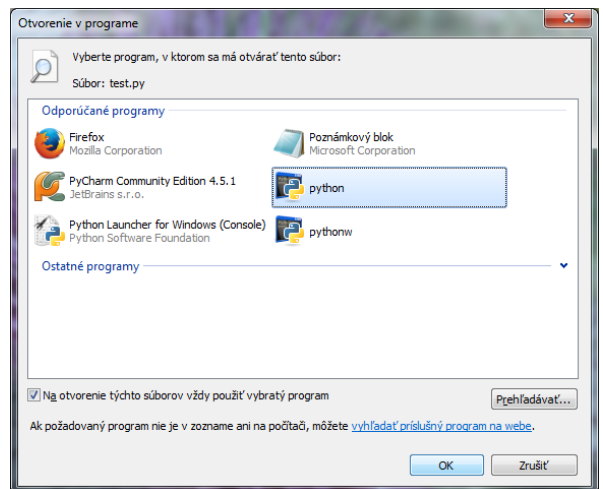 Otvorenie v programe
Vyberte program, v ktorom sa má otvárať tento súbor:
Súbor: test.py
Odporúčané programy
Firefox
Mozilla Corporation
Poznámkový blok
Microsoft Corporation
PyCharm Community Edition 4.5.1
JetBrains s.r.o.
python
Python Launcher for Windows (Console)
Python Software Foundation
pythonw
Ostatné programy
Na otvorenie týchto súborov vždy použiť vybratý program
Prehľadávať...
Ak požadovaný program nie je v zozname ani na počítači, môžete vyhľadať príslušný program na webe.
OK
Zrušiť